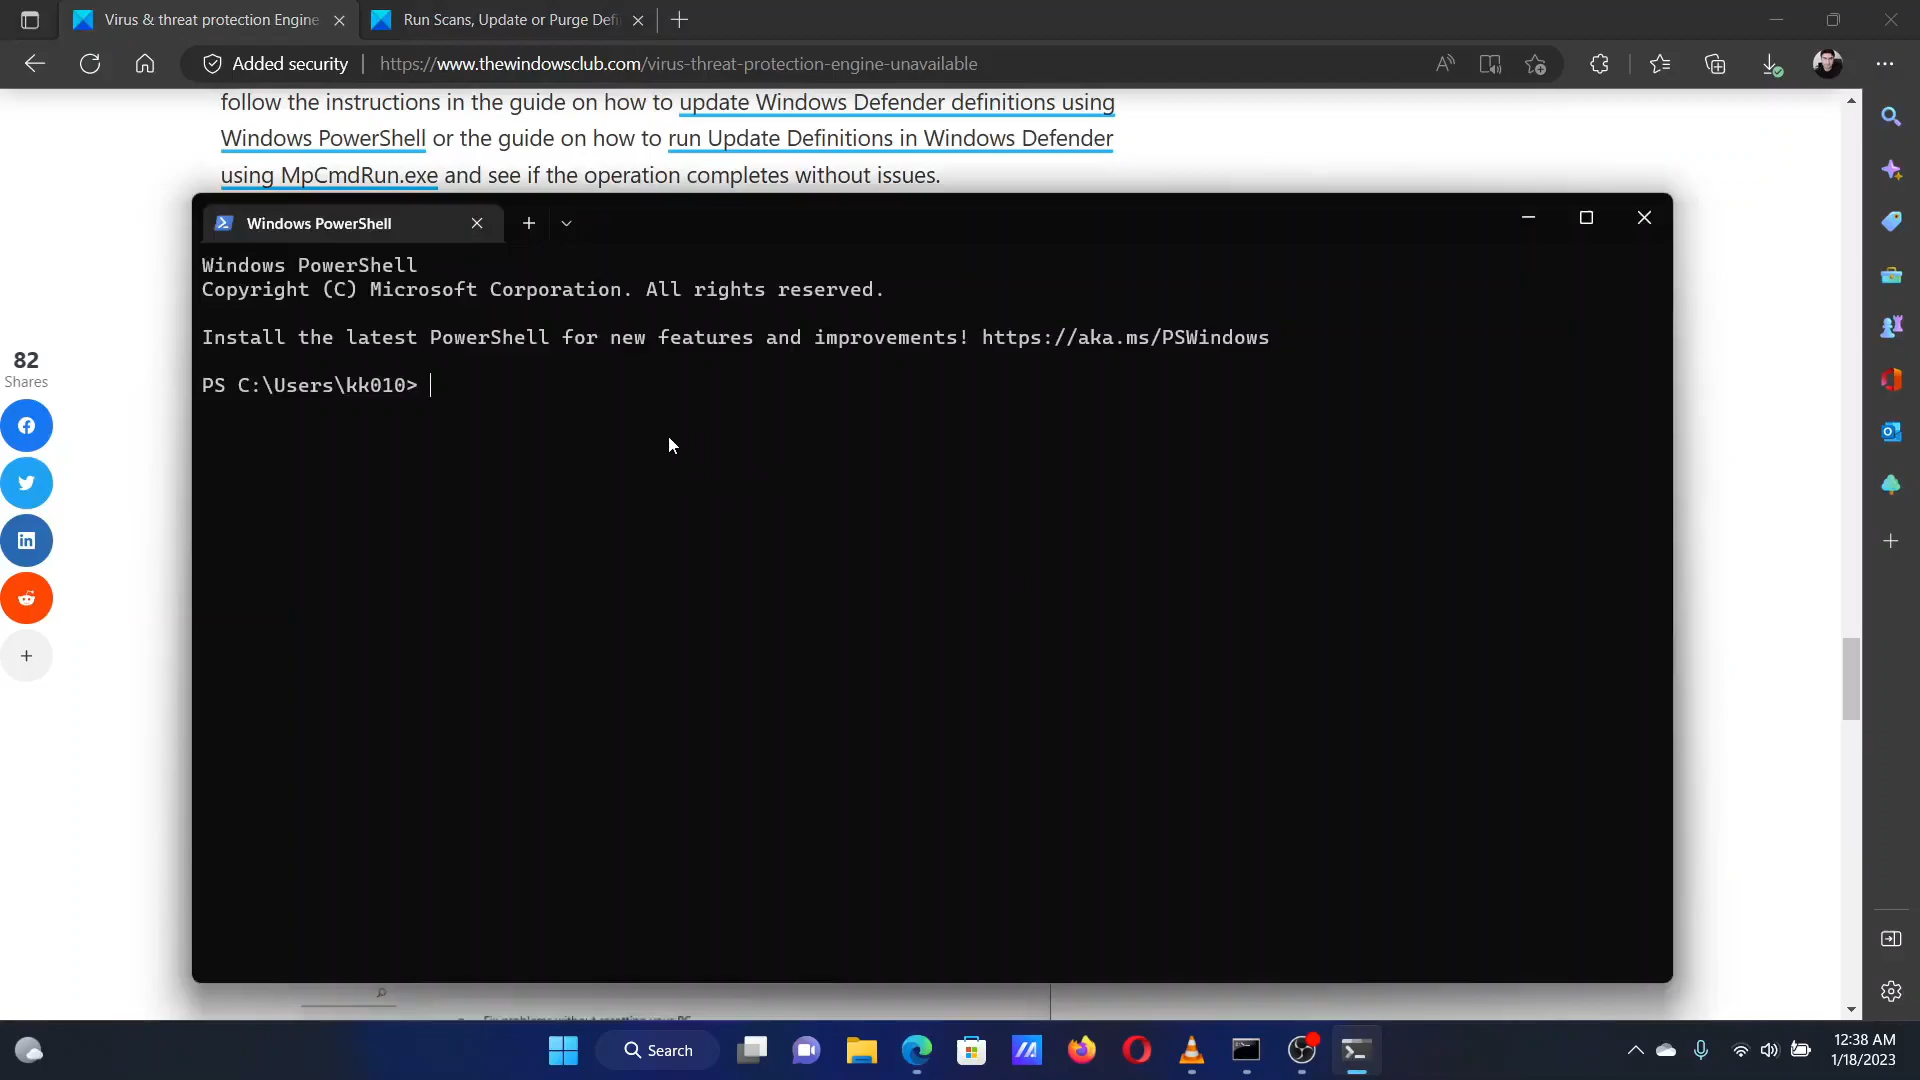 Virus & threat protection Engine
Run Scans, Update or Purge Defi
Added security
https://www.thewindowsclub.com/virus-threat-protection-engine-unavailable
follow the instructions in the guide on how to update Windows Defender definitions using
Windows PowerShell or the guide on how to run Update Definitions in Windows Defender
using MpCmdRun.exe and see if the operation completes without issues.
Windows PowerShell
Windows PowerShell
Copyright (C) Microsoft Corporation. All rights reserved.
Install the latest PowerShell for new features and improvements! https://aka.ms/PSWindows
PS C:\Users\kk010>
82
Shares
Search
12:38 AM
1/18/2023